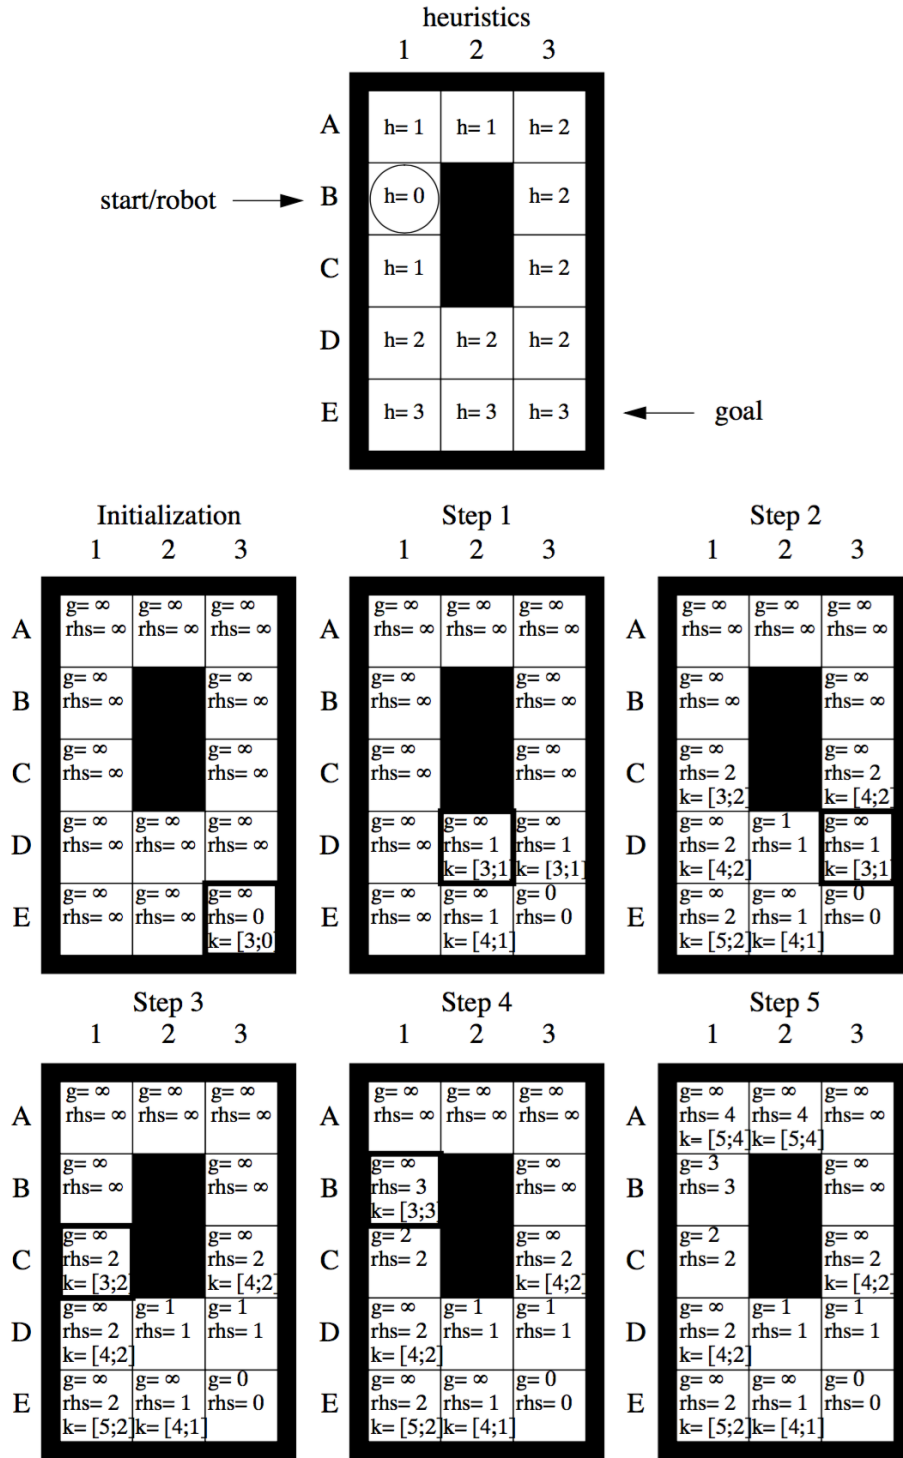 heuristics
1 2 3
A h= 1 h= 1 h= 2
start/robot B h= 0 h= 2
C h= 1 h= 2
D h= 2 h= 2 h= 2
E h= 3 h= 3 h= 3 goal
Initialization
1 2 3
A g= ∞ g= ∞ g= ∞
rhs= ∞ rhs= ∞ rhs= ∞
B g= ∞ g= ∞
rhs= ∞ rhs= ∞
C g= ∞ g= ∞
rhs= ∞ rhs= ∞
D g= ∞ g= ∞ g= ∞
rhs= ∞ rhs= ∞ rhs= ∞
E g= ∞ g= ∞ g= ∞
rhs= ∞ rhs= ∞ rhs= 0
k= [3;0]
Step 1
1 2 3
A g= ∞ g= ∞ g= ∞
rhs= ∞ rhs= ∞ rhs= ∞
B g= ∞ g= ∞
rhs= ∞ rhs= ∞
C g= ∞ g= ∞
rhs= ∞ rhs= ∞
D g= ∞ g= ∞ g= ∞
rhs= ∞ rhs= 1 rhs= 1
k= [3;1] k= [3;1]
E g= ∞ g= ∞ g= 0
rhs= ∞ rhs= 1 rhs= 0
k= [4;1]
Step 2
1 2 3
A g= ∞ g= ∞ g= ∞
rhs= ∞ rhs= ∞ rhs= ∞
B g= ∞ g= ∞
rhs= ∞ rhs= ∞
C g= ∞ g= ∞
rhs= 2 rhs= 2
k= [3;2] k= [4;2]
D g= ∞ g= 1 g= ∞
rhs= 2 rhs= 1 rhs= 1
k= [4;2] k= [3;1]
E g= ∞ g= ∞ g= 0
rhs= 2 rhs= 1 rhs= 0
k= [5;2] k= [4;1]
Step 3
1 2 3
A g= ∞ g= ∞ g= ∞
rhs= ∞ rhs= ∞ rhs= ∞
B g= ∞ g= ∞
rhs= ∞ rhs= ∞
C g= ∞ g= ∞
rhs= 2 rhs= 2
k= [3;2] k= [4;2]
D g= ∞ g= 1 g= 1
rhs= 2 rhs= 1 rhs= 1
k= [4;2]
E g= ∞ g= ∞ g= 0
rhs= 2 rhs= 1 rhs= 0
k= [5;2] k= [4;1]
Step 4
1 2 3
A g= ∞ g= ∞ g= ∞
rhs= ∞ rhs= ∞ rhs= ∞
B g= ∞ g= ∞
rhs= 3 rhs= ∞
k= [3;3]
C g= 2 g= ∞
rhs= 2 rhs= 2
k= [4;2]
D g= ∞ g= 1 g= 1
rhs= 2 rhs= 1 rhs= 1
k= [4;2]
E g= ∞ g= ∞ g= 0
rhs= 2 rhs= 1 rhs= 0
k= [5;2] k= [4;1]
Step 5
1 2 3
A g= ∞ g= ∞ g= ∞
rhs= 4 rhs= 4 rhs= ∞
k= [5;4] k= [5;4]
B g= 3 g= ∞
rhs= 3 rhs= ∞
C g= 2 g= ∞
rhs= 2 rhs= 2
k= [4;2]
D g= ∞ g= 1 g= 1
rhs= 2 rhs= 1 rhs= 1
k= [4;2]
E g= ∞ g= ∞ g= 0
rhs= 2 rhs= 1 rhs= 0
k= [5;2] k= [4;1]